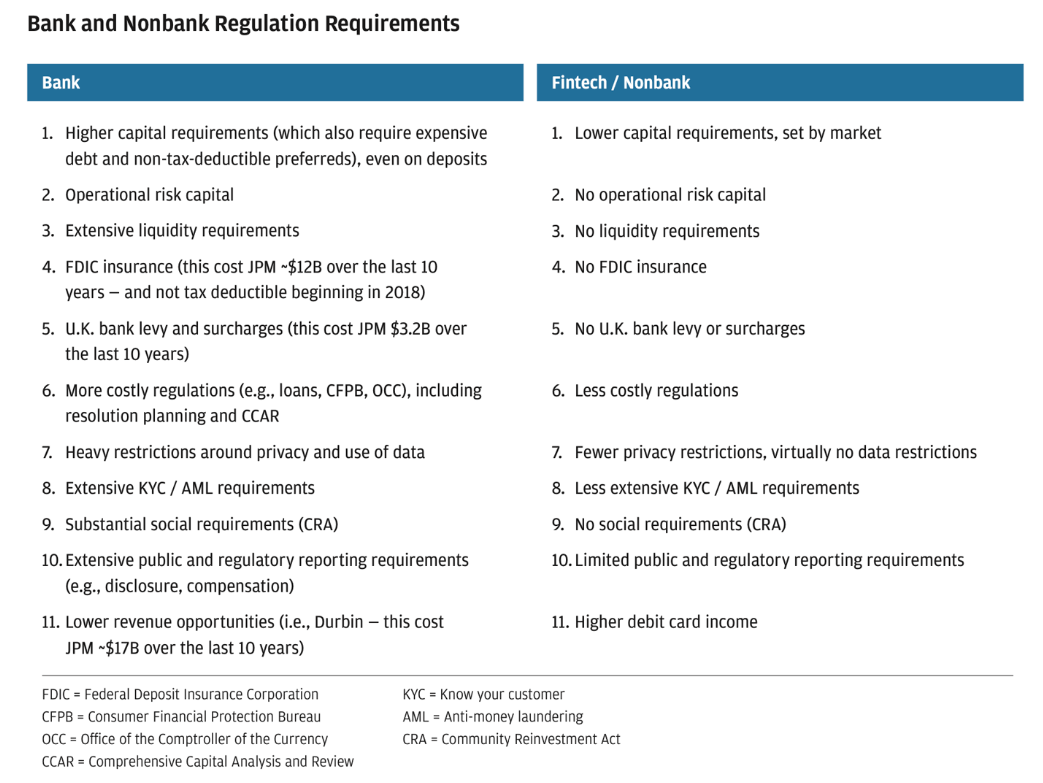 Bank and Nonbank Regulation Requirements
Bank
Fintech / Nonbank
1. Higher capital requirements (which also require expensive
debt and non-tax-deductible preferreds), even on deposits
1. Lower capital requirements, set by market
2. Operational risk capital
2. No operational risk capital
3. Extensive liquidity requirements
3. No liquidity requirements
4. FDIC insurance (this cost JPM ~$12B over the last 10
years – and not tax deductible beginning in 2018)
4. No FDIC insurance
5. U.K. bank levy and surcharges (this cost JPM $3.2B over
the last 10 years)
5. No U.K. bank levy or surcharges
6. More costly regulations (e.g., loans, CFPB, OCC), including
resolution planning and CCAR
6. Less costly regulations
7. Heavy restrictions around privacy and use of data
7. Fewer privacy restrictions, virtually no data restrictions
8. Extensive KYC / AML requirements
8. Less extensive KYC / AML requirements
9. Substantial social requirements (CRA)
9. No social requirements (CRA)
10. Extensive public and regulatory reporting requirements
(e.g., disclosure, compensation)
10. Limited public and regulatory reporting requirements
11. Lower revenue opportunities (i.e., Durbin – this cost
JPM ~$17B over the last 10 years)
11. Higher debit card income
FDIC = Federal Deposit Insurance Corporation
CFPB = Consumer Financial Protection Bureau
OCC = Office of the Comptroller of the Currency
CCAR = Comprehensive Capital Analysis and Review
KYC = Know your customer
AML = Anti-money laundering
CRA = Community Reinvestment Act